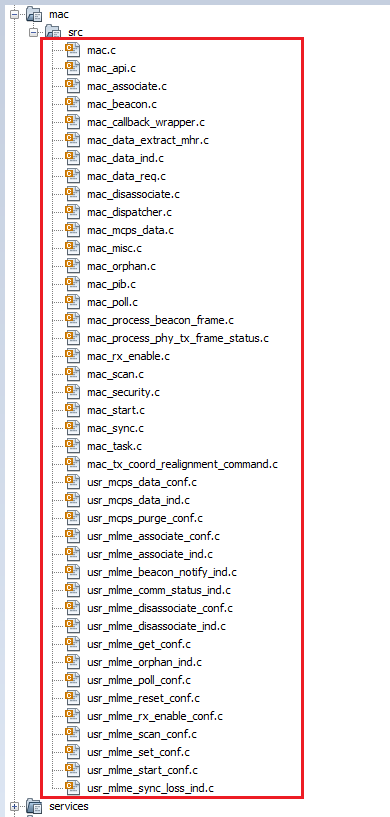 mac
src
mac.c
mac_api.c
mac_associate.c
mac_beacon.c
mac_callback_wrapper.c
mac_data_extract_mhr.c
mac_data_ind.c
mac_data_req.c
mac_disassociate.c
mac_dispatcher.c
mac_mcps_data.c
mac_misc.c
mac_orphan.c
mac_pib.c
mac_poll.c
mac_process_beacon_frame.c
mac_process_phy_tx_frame_status.c
mac_rx_enable.c
mac_scan.c
mac_security.c
mac_start.c
mac_sync.c
mac_task.c
mac_tx_coord_realignment_command.c
usr_mcps_data_conf.c
usr_mcps_data_ind.c
usr_mcps_purge_conf.c
usr_mlme_associate_conf.c
usr_mlme_associate_ind.c
usr_mlme_beacon_notify_ind.c
usr_mlme_comm_status_ind.c
usr_mlme_disassociate_conf.c
usr_mlme_disassociate_ind.c
usr_mlme_get_conf.c
usr_mlme_orphan_ind.c
usr_mlme_poll_conf.c
usr_mlme_reset_conf.c
usr_mlme_rx_enable_conf.c
usr_mlme_scan_conf.c
usr_mlme_set_conf.c
usr_mlme_start_conf.c
usr_mlme_sync_loss_ind.c
services